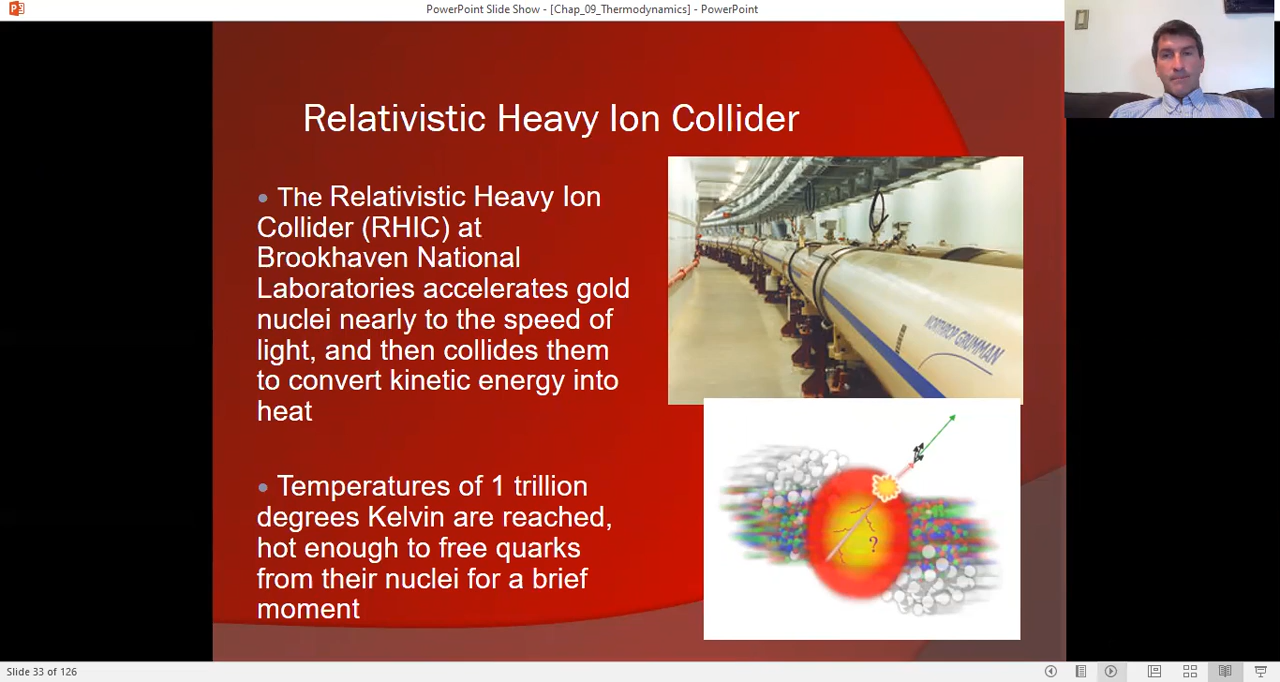 PowerPoint Slide Show - [Chap_09_Thermodynamics] - PowerPoint
Relativistic Heavy Ion Collider
The Relativistic Heavy Ion
Collider (RHIC) at
Brookhaven National
Laboratories accelerates gold
nuclei nearly to the speed of
light, and then collides them
to convert kinetic energy into
heat
Temperatures of 1 trillion
degrees Kelvin are reached,
hot enough to free quarks
from their nuclei for a brief
moment
NORTHROP GRUMMAN
?
Slide 33 of 126